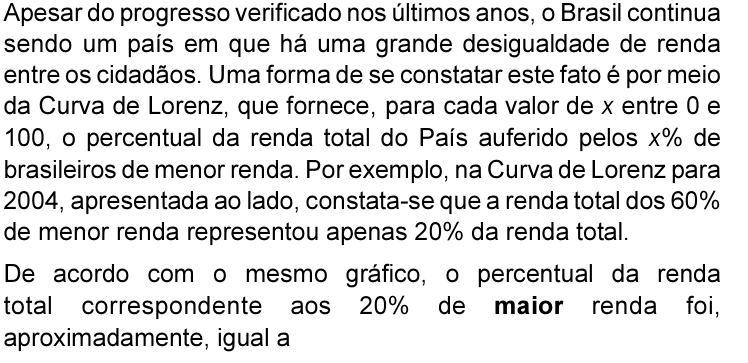 Apesar do progresso verificado nos últimos anos, o Brasil continua
sendo um país em que há uma grande desigualdade de renda
entre os cidadãos. Uma forma de se constatar este fato é por meio
da Curva de Lorenz, que fornece, para cada valor de x entre 0 e
100, o percentual da renda total do País auferido pelos x% de
brasileiros de menor renda. Por exemplo, na Curva de Lorenz para
2004, apresentada ao lado, constata-se que a renda total dos 60%
de menor renda representou apenas 20% da renda total.
De acordo com o mesmo gráfico, o percentual da renda
total correspondente aos 20% de maior renda foi,
aproximadamente, igual a